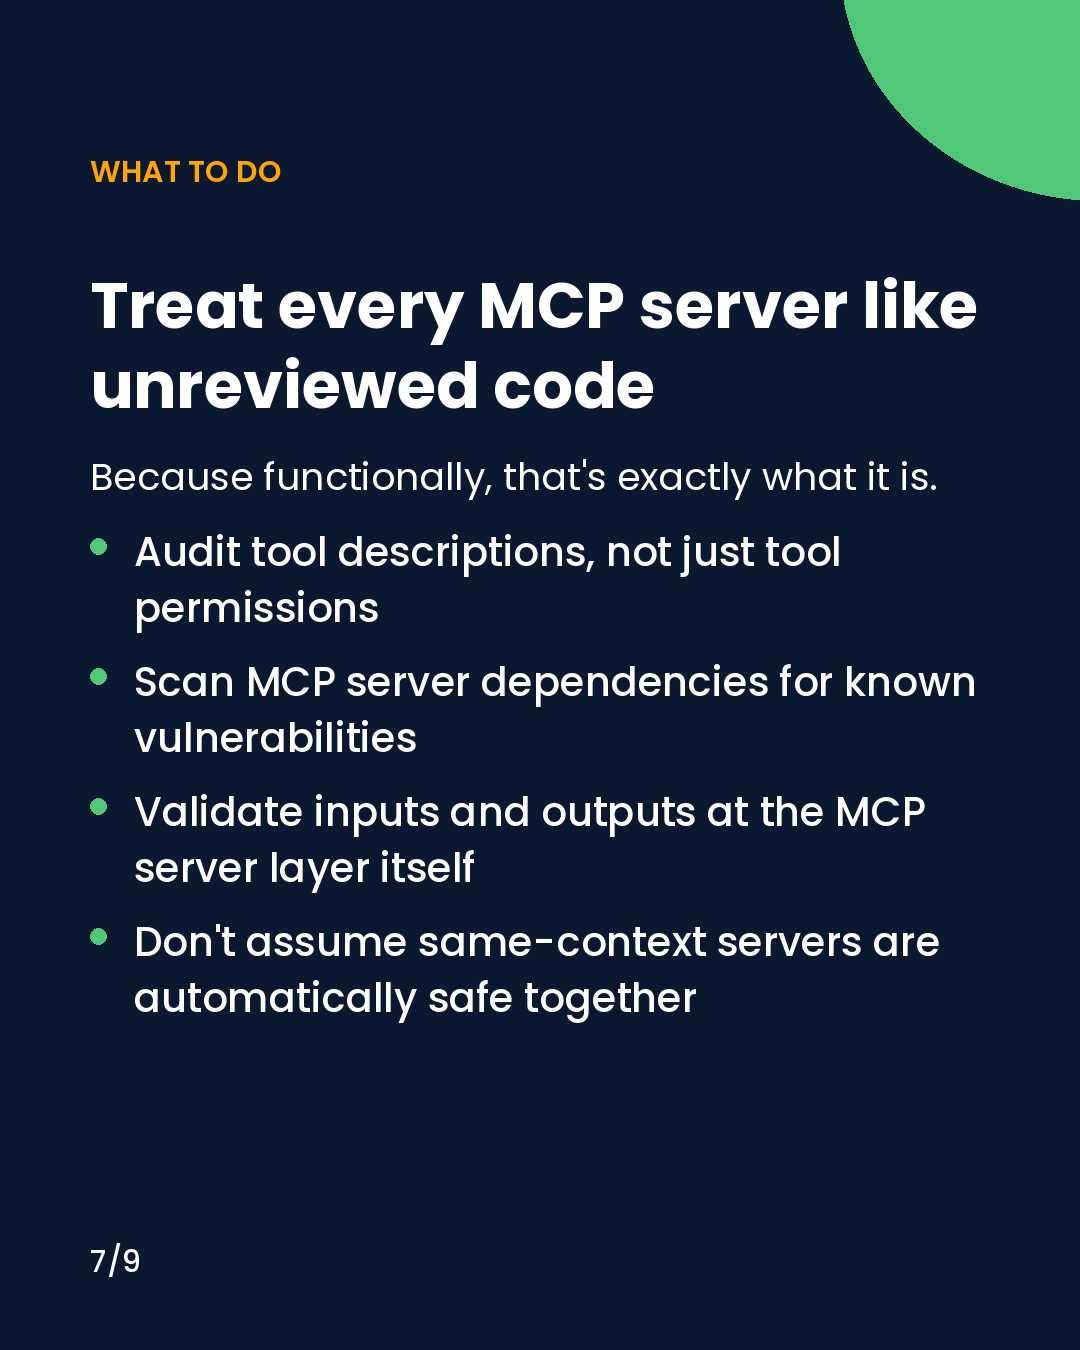 WHAT TO DO
Treat every MCP server like
unreviewed code
Because functionally, that's exactly what it is.
Audit tool descriptions, not just tool
permissions
Scan MCP server dependencies for known
vulnerabilities
Validate inputs and outputs at the MCP
server layer itself
Don't assume same-context servers are
automatically safe together
7/9